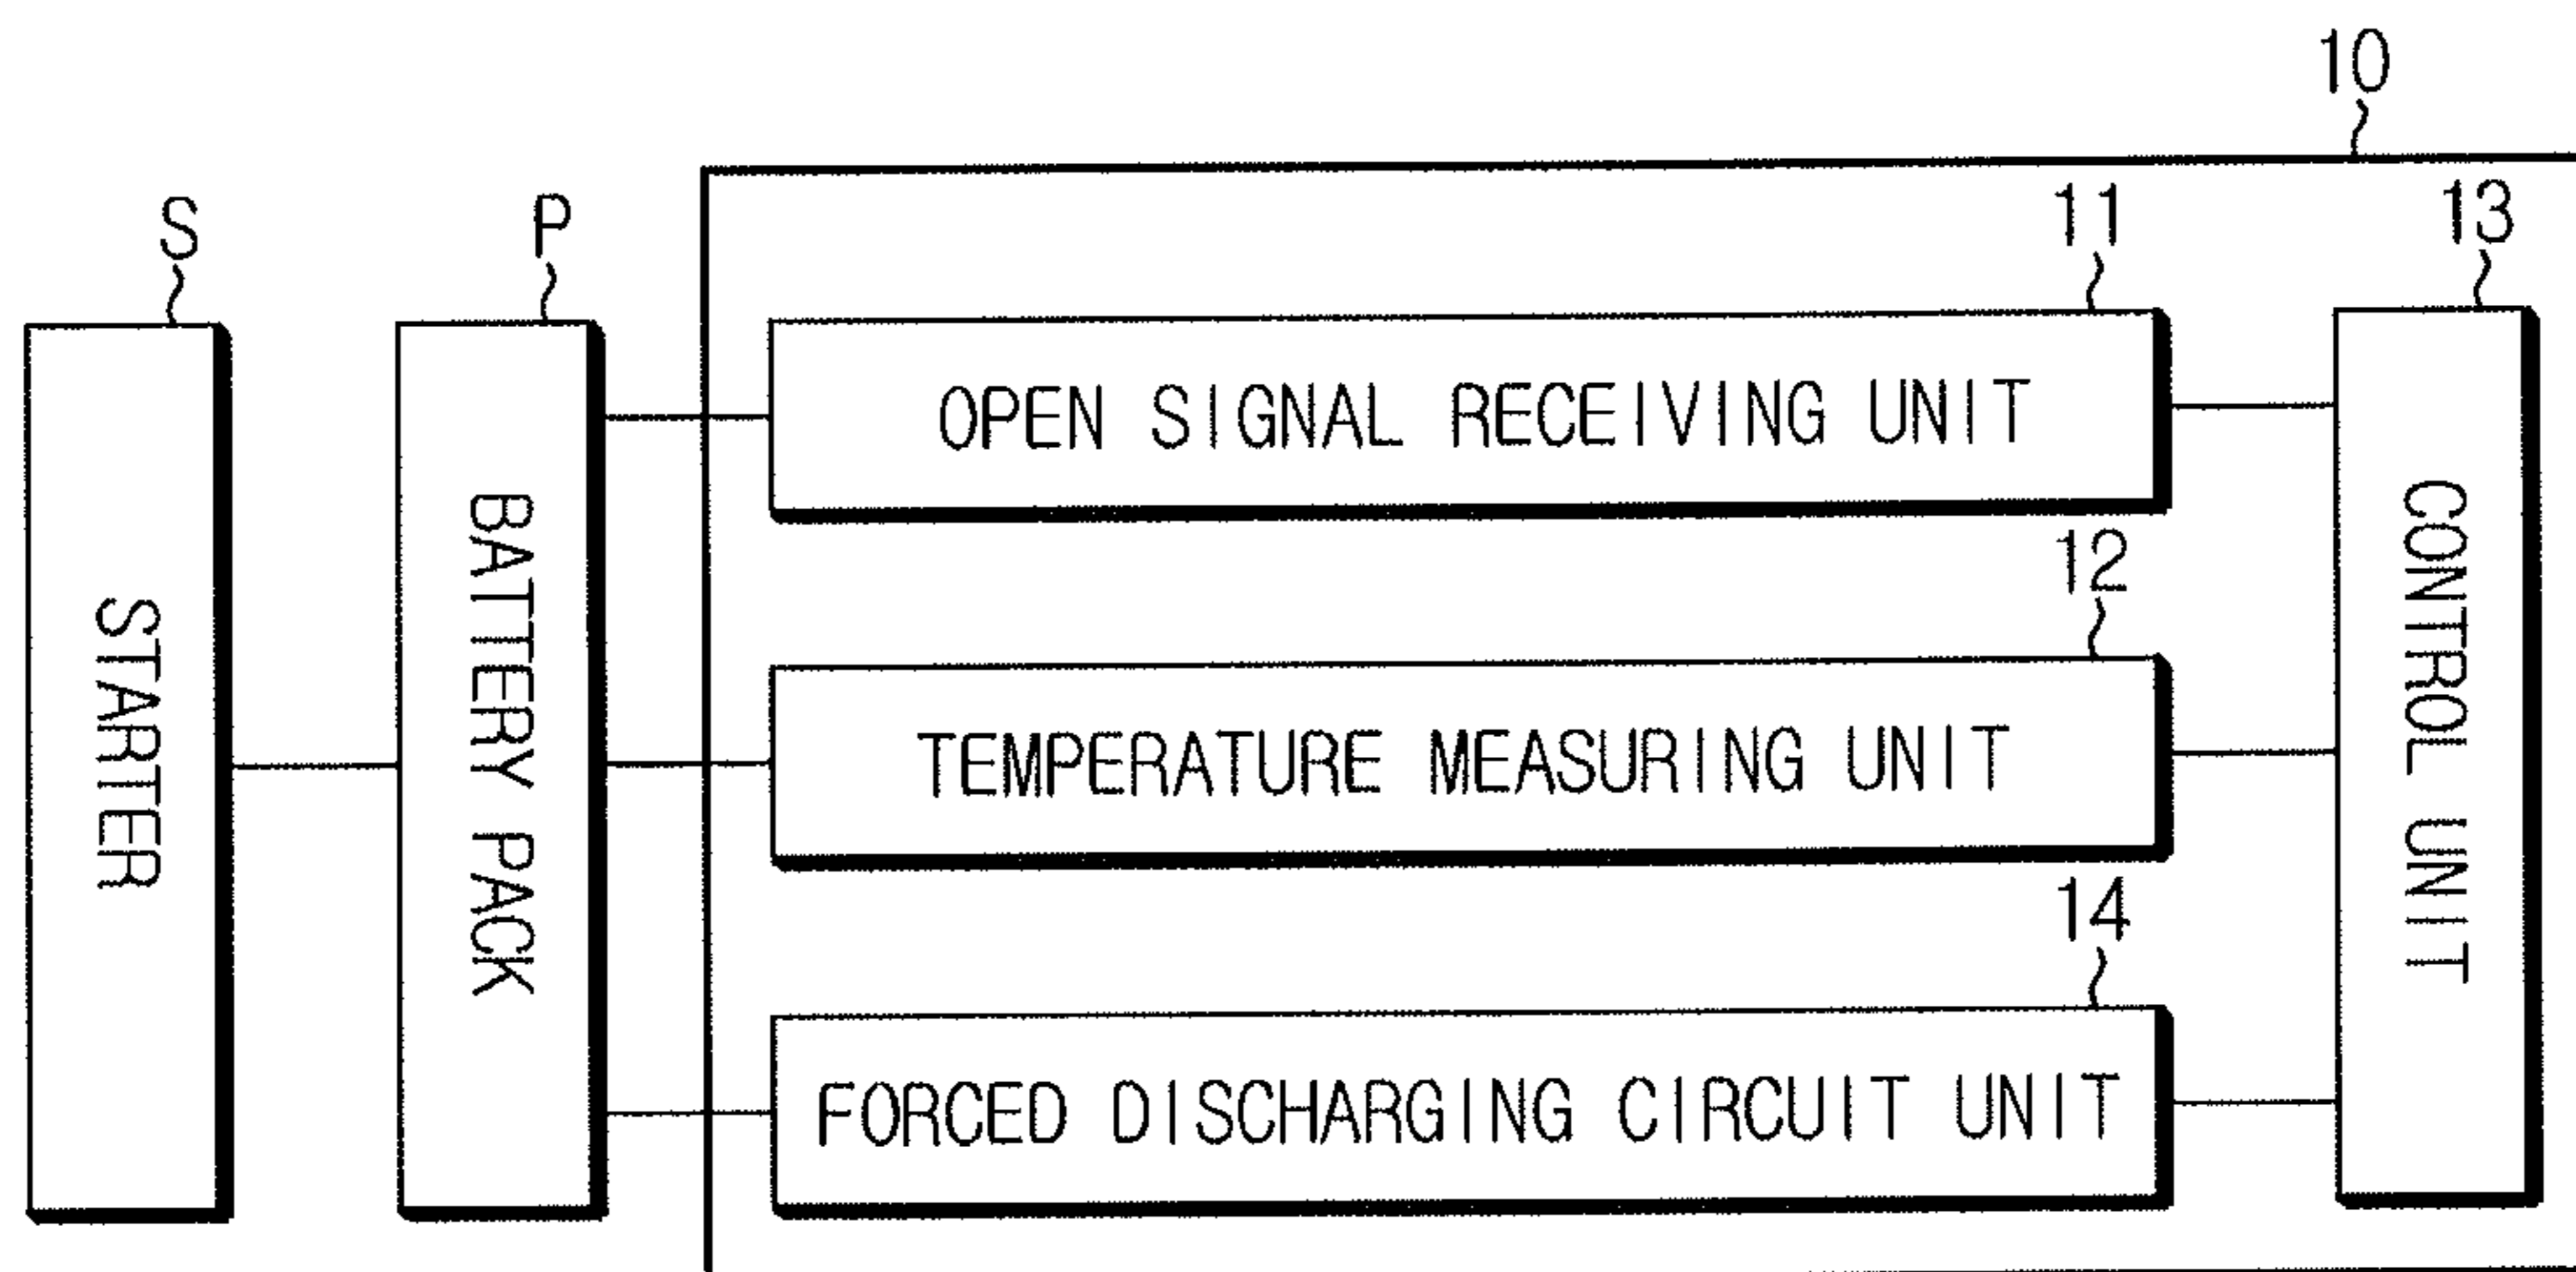 10
S
P
11
13
OPEN SIGNAL RECEIVING UNIT
STARTER
BATTERY PACK
CONTROL UNIT
12
TEMPERATURE MEASURING UNIT
14
FORCED DISCHARGING CIRCUIT UNIT